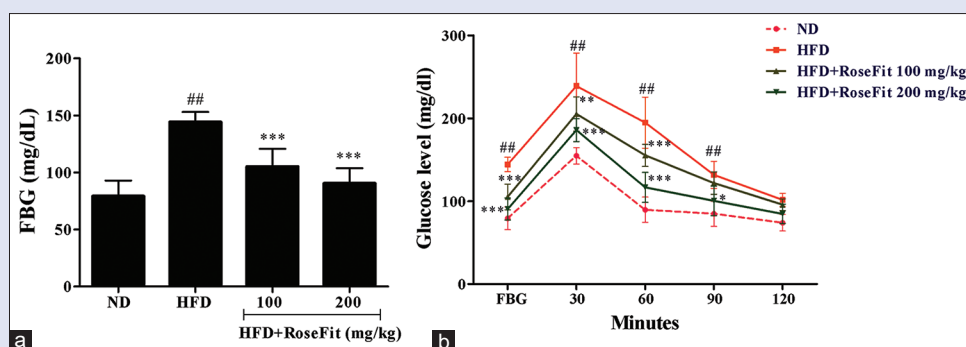 FBG (mg/dL)
200
150
100
50
0
##
***
***
ND
HFD
100
200
HFD+RoseFit (mg/kg)
a
Glucose level (mg/dl)
300
200
100
0
ND
HFD
HFD+RoseFit 100 mg/kg
HFD+RoseFit 200 mg/kg
##
***
***
##
**
***
##
***
***
##
*
FBG
30
60
90
120
Minutes
b